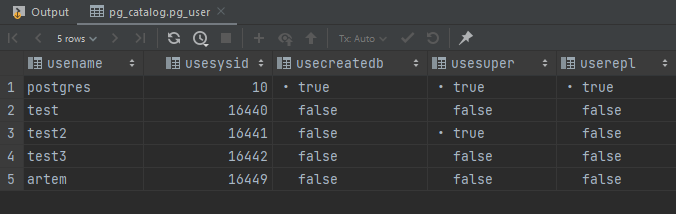 Output pg_catalog.pg_user
5 rows Tx: Auto
usename usesysid usecreatedb usesuper userepl
1 postgres 10 true true true
2 test 16440 false false false
3 test2 16441 false true false
4 test3 16442 false false false
5 artem 16449 false false false